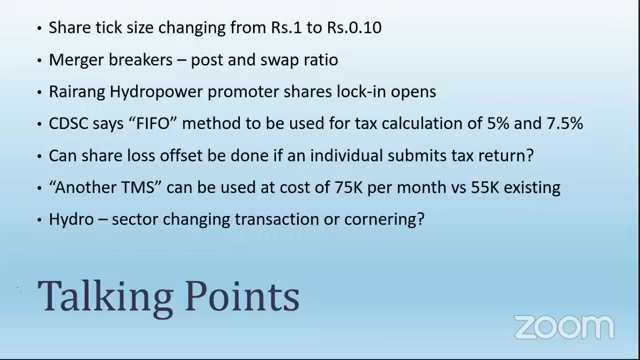 • Share tick size changing from Rs.1 to Rs.0.10
• Merger breakers – post and swap ratio
• Rairang Hydropower promoter shares lock-in opens
• CDSC says “FIFO” method to be used for tax calculation of 5% and 7.5%
• Can share loss offset be done if an individual submits tax return?
• “Another TMS” can be used at cost of 75K per month vs 55K existing
• Hydro – sector changing transaction or cornering?
Talking Points
zoom